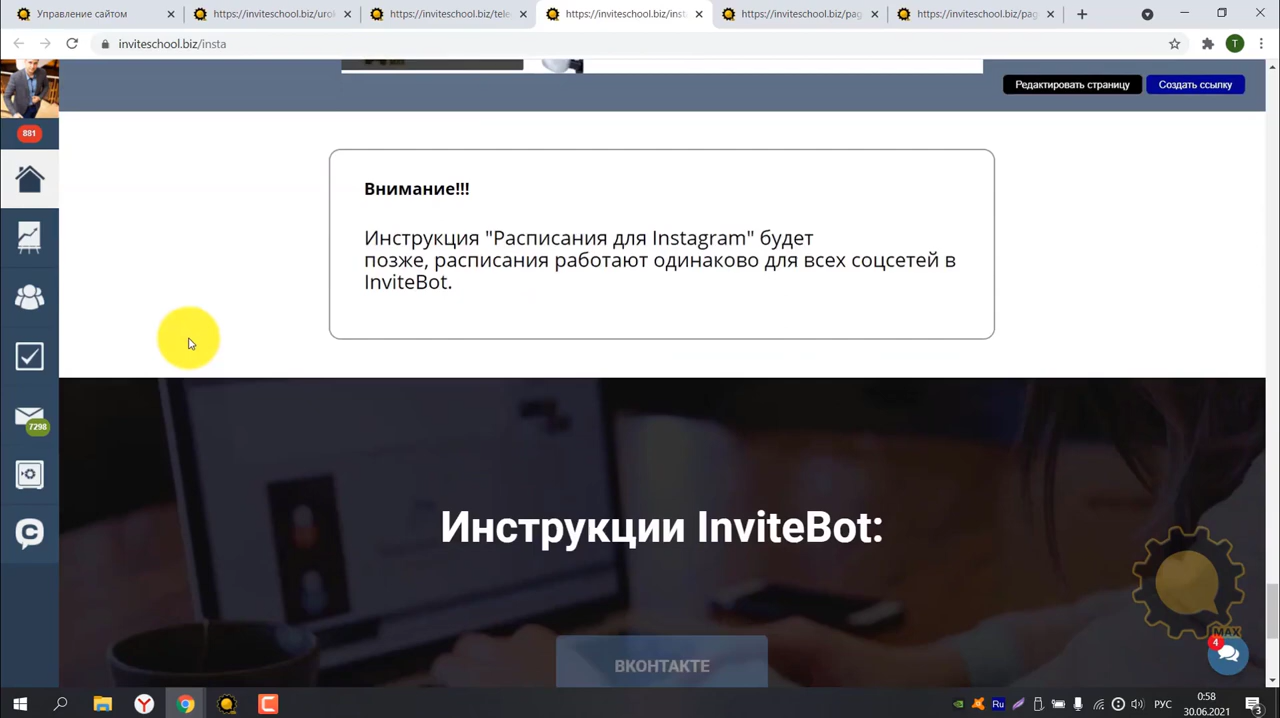 Управление сайтом
https://inviteschool.biz/urok
https://inviteschool.biz/tele
https://inviteschool.biz/inst
https://inviteschool.biz/pag
https://inviteschool.biz/pag
inviteschool.biz/insta
T
Редактировать страницу
Создать ссылку
881
Внимание!!!
Инструкция "Расписания для Instagram" будет
позже, расписания работают одинаково для всех соцсетей в
InviteBot.
7298
Инструкции InviteBot:
MAX
4
ВКОНТАКТЕ
Ru
РУС
0:58
30.06.2021
3